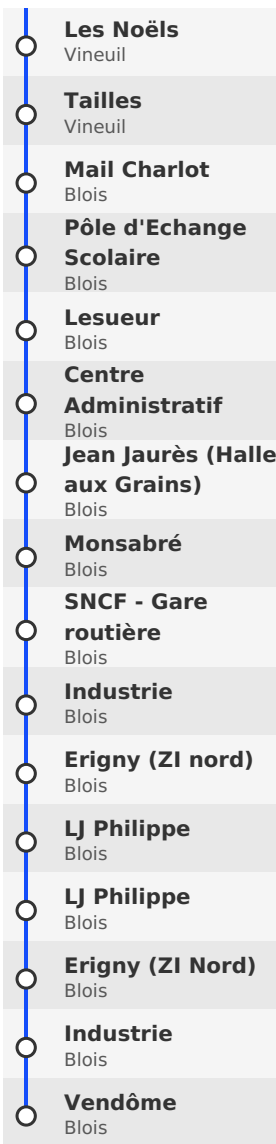 Les Noëls
Vineuil
Tailles
Vineuil
Mail Charlot
Blois
Pôle d'Echange
Scolaire
Blois
Lesueur
Blois
Centre
Administratif
Blois
Jean Jaurès (Halle
aux Grains)
Blois
Monsabré
Blois
SNCF - Gare
routière
Blois
Industrie
Blois
Erigny (ZI nord)
Blois
LJ Philippe
Blois
LJ Philippe
Blois
Erigny (ZI Nord)
Blois
Industrie
Blois
Vendôme
Blois